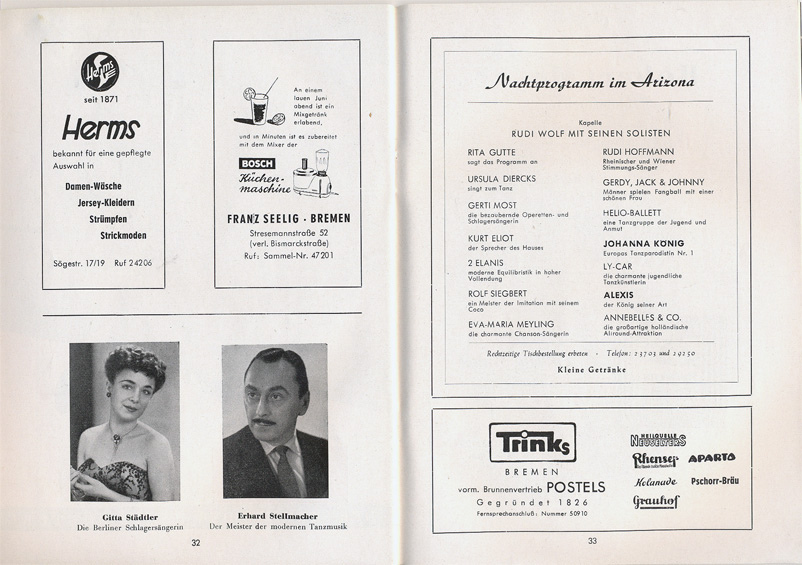 Herms
seit 1871
Herms
bekannt für eine gepflegte
Auswahl in
Damen-Wäsche
Jersey-Kleidern
Strümpfen
Strickmoden
Sögestr. 17/19 Ruf 24206
An einem
lauen Juni
abend ist ein
Mixgetränk
erlabend,
und in Minuten ist es zubereitet
mit dem Mixer der
BOSCH
Küchen-
maschine
FRANZ SEELIG · BREMEN
Stresemannstraße 52
(verl. Bismarckstraße)
Ruf: Sammel-Nr. 47201
Gitta Städtler
Die Berliner Schlagersängerin
Erhard Stellmacher
Der Meister der modernen Tanzmusik
32
Nachtprogramm im Arizona
Kapelle
RUDI WOLF MIT SEINEN SOLISTEN
RITA GUTTE
sagt das Programm an
URSULA DIERCKS
singt zum Tanz
GERTI MOST
die bezaubernde Operetten- und
Schlagersängerin
KURT ELIOT
der Sprecher des Hauses
2 ELANIS
moderne Equilibristik in hoher
Vollendung
ROLF SIEGBERT
ein Meister der Imitation mit seinem
Coco
EVA-MARIA MEYLING
die charmante Chanson-Sängerin
RUDI HOFFMANN
Rheinischer und Wiener
Stimmungs-Sänger
GERDY, JACK & JOHNNY
Männer spielen Fangball mit einer
schönen Frau
HELIO-BALLETT
eine Tanzgruppe der Jugend und
Anmut
JOHANNA KÖNIG
Europas Tanzparodistin Nr. 1
LY-CAR
die charmante jugendliche
Tanzkünstlerin
ALEXIS
der König seiner Art
ANNEBELLES & CO.
die großartige holländische
Allround-Attraktion
Rechtzeitige Tischbestellung erbeten · Telefon: 23703 und 29250
Kleine Getränke
Trinks
BREMEN
vorm. Brunnenvertrieb POSTELS
Gegründet 1826
Fernsprechanschluß: Nummer 50910
HEILQUELLE
NEUSELTERS
Rhenser
APARTO
Helanade
Pschorr-Bräu
Grauhof
33